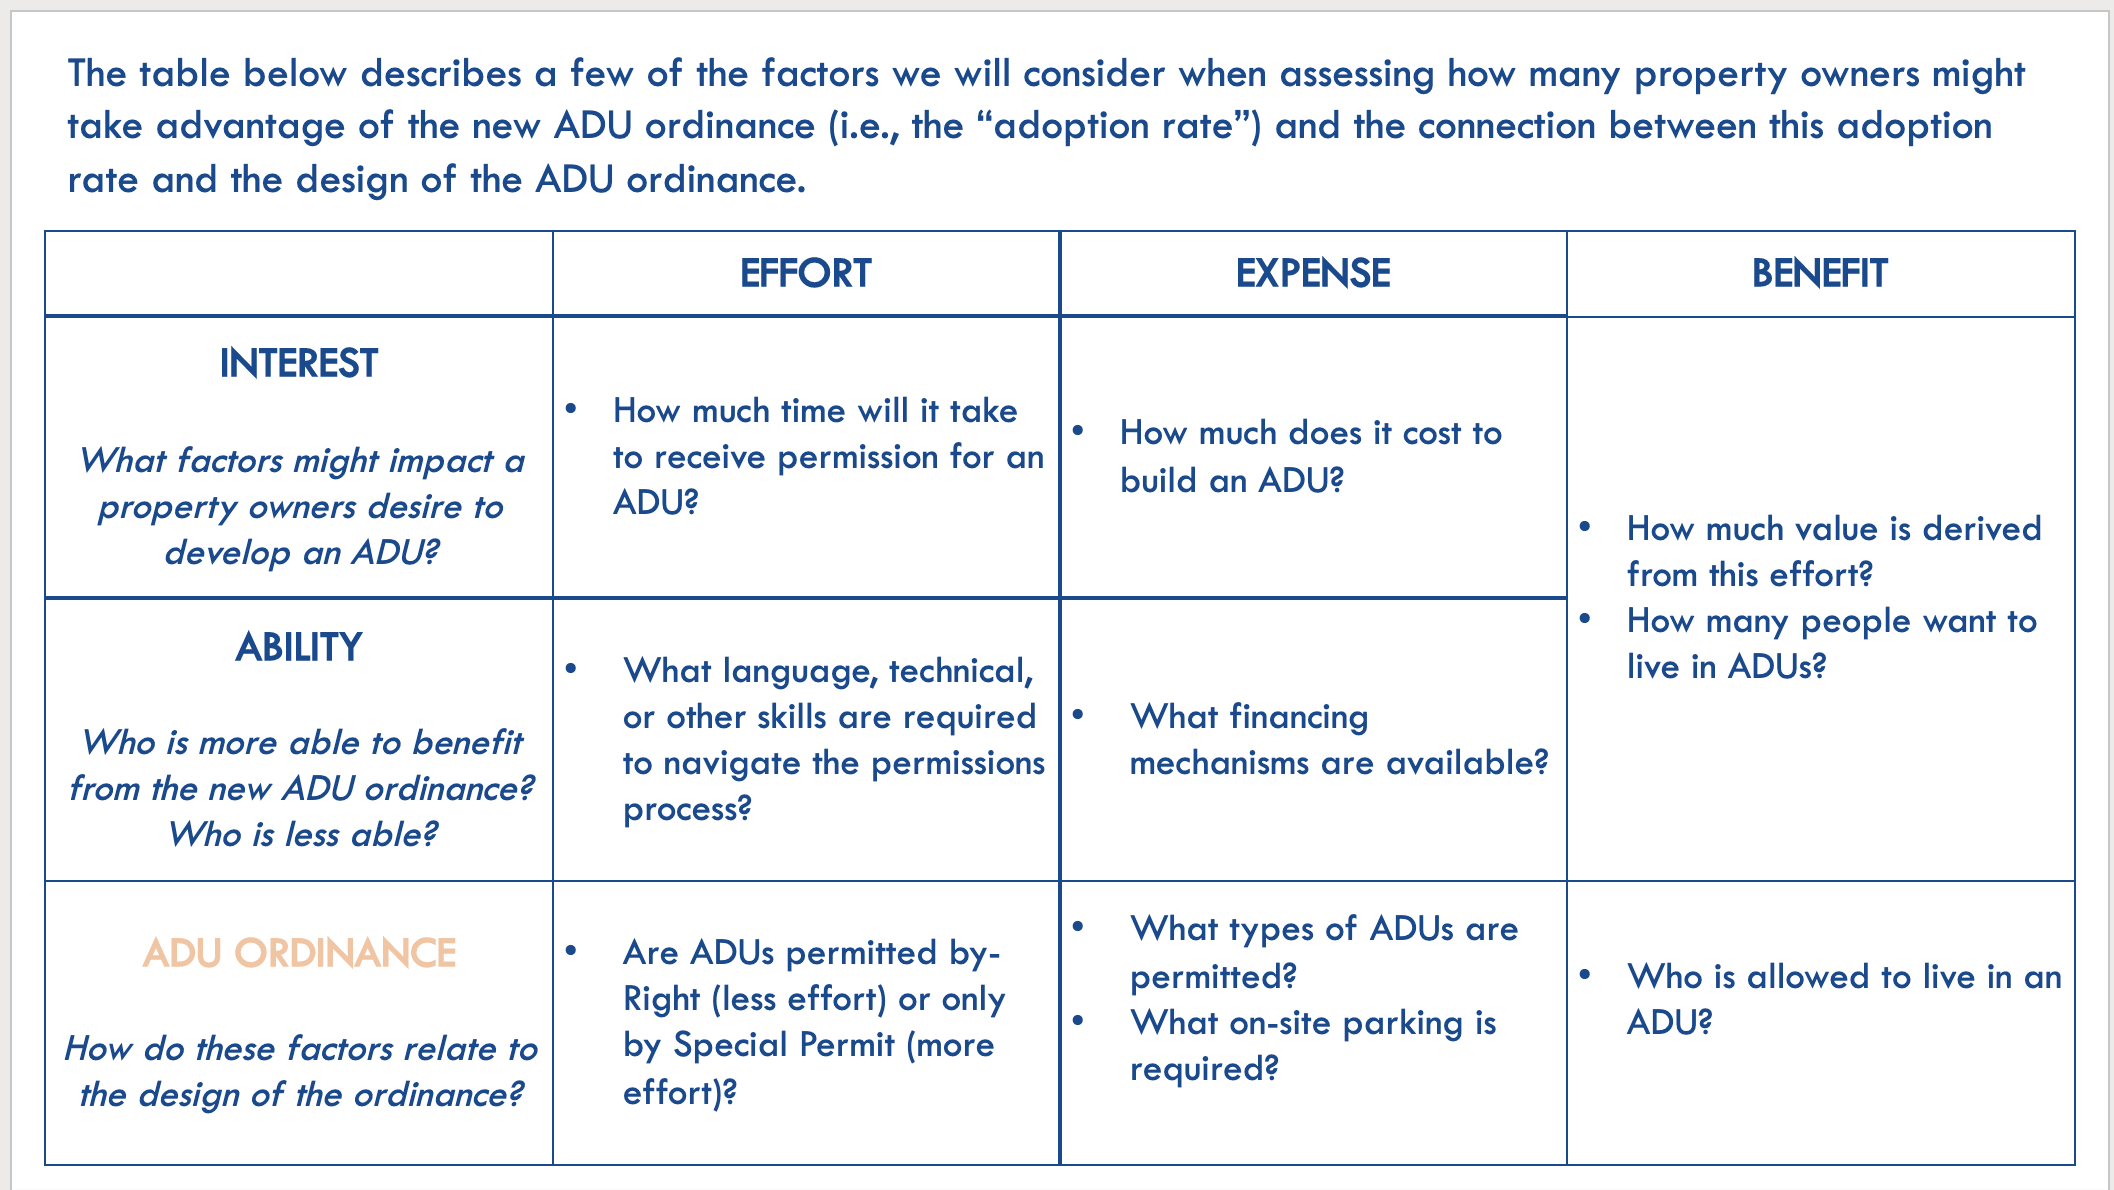 The table below describes a few of the factors we will consider when assessing how many property owners might
take advantage of the new ADU ordinance (i.e., the “adoption rate”) and the connection between this adoption
rate and the design of the ADU ordinance.
EFFORT
EXPENSE
BENEFIT
INTEREST
What factors might impact a
property owners desire to
develop an ADU?
• How much time will it take
to receive permission for an
ADU?
• How much does it cost to
build an ADU?
• How much value is derived
from this effort?
• How many people want to
live in ADUs?
ABILITY
Who is more able to benefit
from the new ADU ordinance?
Who is less able?
• What language, technical,
or other skills are required
to navigate the permissions
process?
• What financing
mechanisms are available?
ADU ORDINANCE
How do these factors relate to
the design of the ordinance?
• Are ADUs permitted by-
Right (less effort) or only
by Special Permit (more
effort)?
• What types of ADUs are
permitted?
• What on-site parking is
required?
• Who is allowed to live in an
ADU?